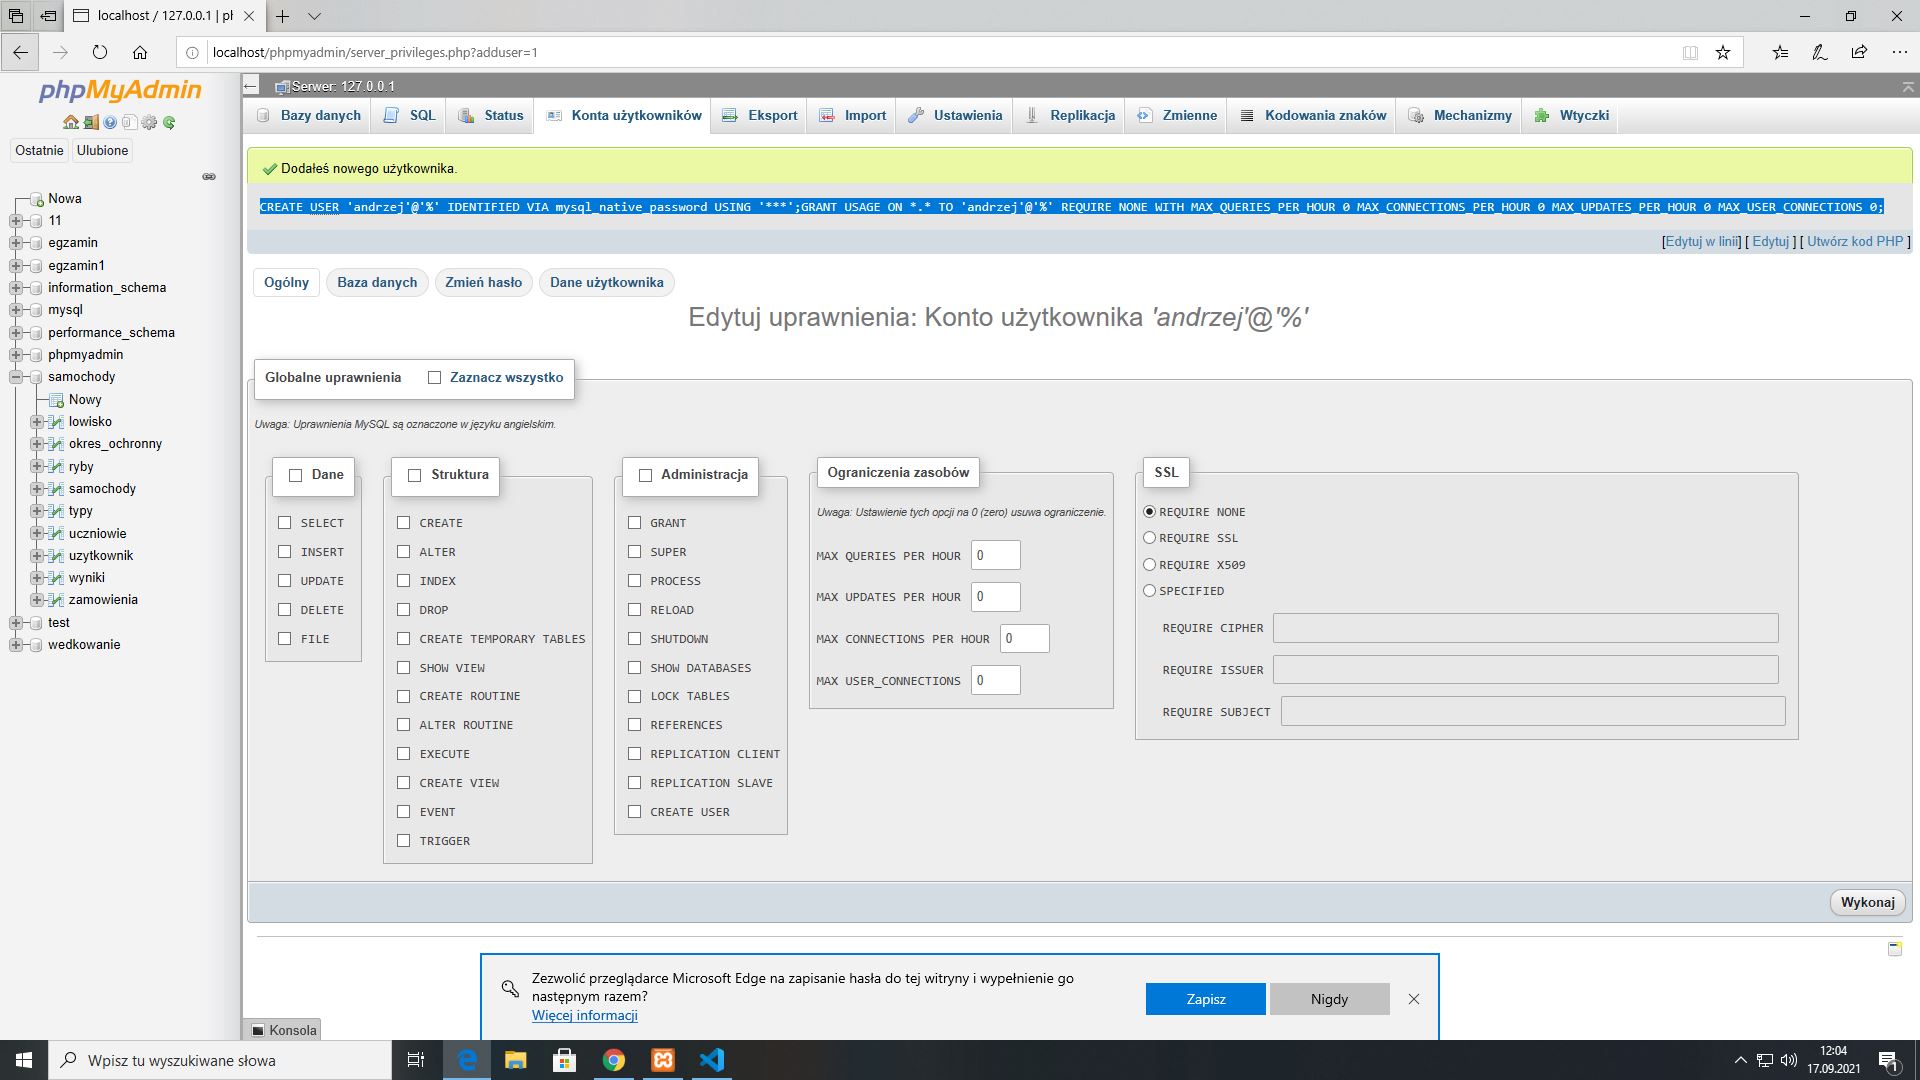 localhost / 127.0.0.1 | pł
localhost/phpmyadmin/server_privileges.php?adduser=1
phpMyAdmin
Ostatnie Ulubione
Nowa
11
egzamin
egzamin1
information_schema
mysql
performance_schema
phpmyadmin
samochody
Nowy
lowisko
okres_ochronny
ryby
samochody
typy
uczniowie
uzytkownik
wyniki
zamowienia
test
wedkowanie
Serwer: 127.0.0.1
Bazy danych SQL Status Konta użytkowników Eksport Import Ustawienia Replikacja Zmienne Kodowania znaków Mechanizmy Wtyczki
Dodałeś nowego użytkownika.
CREATE USER 'andrzej'@'%' IDENTIFIED VIA mysql_native_password USING '***';GRANT USAGE ON *.* TO 'andrzej'@'%' REQUIRE NONE WITH MAX_QUERIES_PER_HOUR 0 MAX_CONNECTIONS_PER_HOUR 0 MAX_UPDATES_PER_HOUR 0 MAX_USER_CONNECTIONS 0;
[Edytuj w linii] [ Edytuj ] [ Utwórz kod PHP ]
Ogólny Baza danych Zmień hasło Dane użytkownika
Edytuj uprawnienia: Konto użytkownika 'andrzej'@'%'
Globalne uprawnienia Zaznacz wszystko
Uwaga: Uprawnienia MySQL są oznaczone w języku angielskim.
Dane
SELECT
INSERT
UPDATE
DELETE
FILE
Struktura
CREATE
ALTER
INDEX
DROP
CREATE TEMPORARY TABLES
SHOW VIEW
CREATE ROUTINE
ALTER ROUTINE
EXECUTE
CREATE VIEW
EVENT
TRIGGER
Administracja
GRANT
SUPER
PROCESS
RELOAD
SHUTDOWN
SHOW DATABASES
LOCK TABLES
REFERENCES
REPLICATION CLIENT
REPLICATION SLAVE
CREATE USER
Ograniczenia zasobów
Uwaga: Ustawienie tych opcji na 0 (zero) usuwa ograniczenie.
MAX QUERIES PER HOUR 0
MAX UPDATES PER HOUR 0
MAX CONNECTIONS PER HOUR 0
MAX USER_CONNECTIONS 0
SSL
REQUIRE NONE
REQUIRE SSL
REQUIRE X509
SPECIFIED
REQUIRE CIPHER
REQUIRE ISSUER
REQUIRE SUBJECT
Wykonaj
Zezwolić przeglądarce Microsoft Edge na zapisanie hasła do tej witryny i wypełnienie go
następnym razem?
Więcej informacji
Zapisz Nigdy
Konsola
Wpisz tu wyszukiwane słowa
12:04
17.09.2021
1